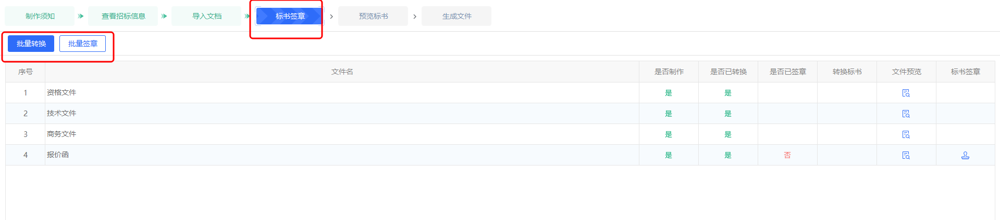 制作须知 查看招标信息 导入文档 标书签章 预览标书 生成文件
批量转换 批量签章
序号 文件名 是否制作 是否已转换 是否已签章 转换标书 文件预览 标书签章
1 资格文件 是 是
2 技术文件 是 是
3 商务文件 是 是
4 报价函 是 是 否